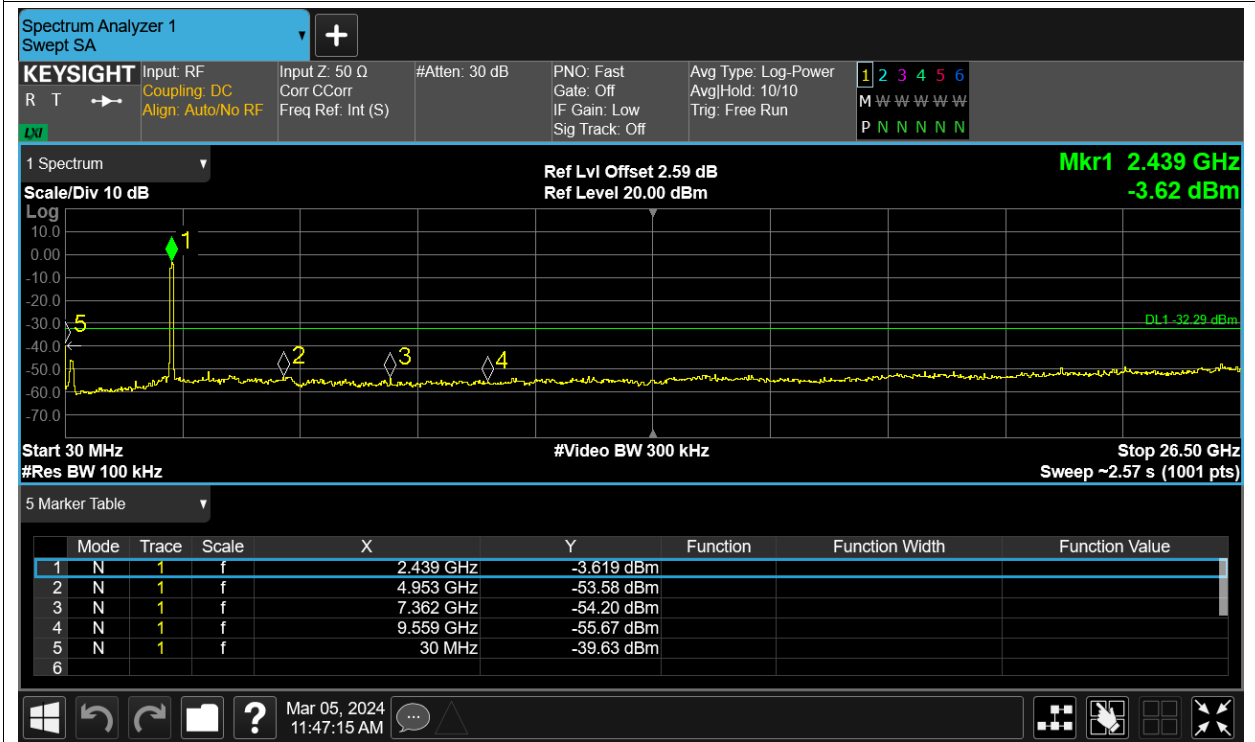 Spectrum Analyzer 1
Swept SA
+
KEYSIGHT Input: RF Input Z: 50 Ω #Atten: 30 dB PNO: Fast Avg Type: Log-Power 1 2 3 4 5 6
R T Coupling: DC Corr CCorr Gate: Off Avg|Hold: 10/10 M W W W W W
Align: Auto/No RF Freq Ref: Int (S) IF Gain: Low Trig: Free Run
LXI Sig Track: Off P N N N N N
1 Spectrum Ref Lvl Offset 2.59 dB Mkr1 2.439 GHz
Scale/Div 10 dB Ref Level 20.00 dBm -3.62 dBm
Log
10.0
1
0.00
-10.0
-20.0
-30.0 5 DL1 -32.29 dBm
-40.0
-50.0 2 3 4
-60.0
-70.0
Start 30 MHz #Video BW 300 kHz Stop 26.50 GHz
#Res BW 100 kHz Sweep ~2.57 s (1001 pts)
5 Marker Table
Mode Trace Scale X Y Function Function Width Function Value
1 N 1 f 2.439 GHz -3.619 dBm
2 N 1 f 4.953 GHz -53.58 dBm
3 N 1 f 7.362 GHz -54.20 dBm
4 N 1 f 9.559 GHz -55.67 dBm
5 N 1 f 30 MHz -39.63 dBm
6
? Mar 05, 2024
11:47:15 AM